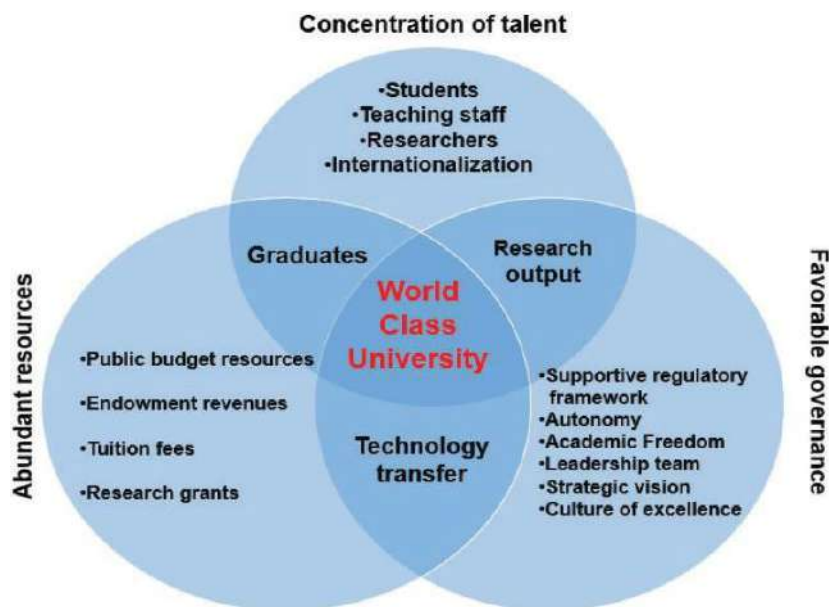 Concentration of talent
•Students
•Teaching staff
•Researchers
•Internationalization
Graduates
Research
output
World
Class
University
Abundant resources
•Public budget resources
•Endowment revenues
•Tuition fees
•Research grants
Technology
transfer
•Supportive regulatory
framework
•Autonomy
•Academic Freedom
•Leadership team
•Strategic vision
•Culture of excellence
Favorable governance